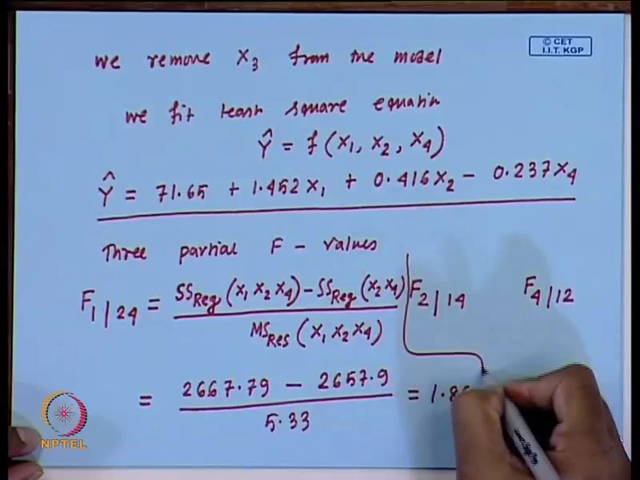 © CET
I.I.T. KGP
we remove X3 from the model
we fit least square equation
Ŷ = f (X1, X2, X4)
Ŷ = 71.65 + 1.452 X1 + 0.416 X2 - 0.237 X4
Three partial F - values
F1|24 = SSReg (X1 X2 X4) - SSReg (X2 X4) / MSRes (X1 X2 X4)
F2|14
F4|12
= 2667.79 - 2657.9 / 5.33 = 1.8
NPTEL